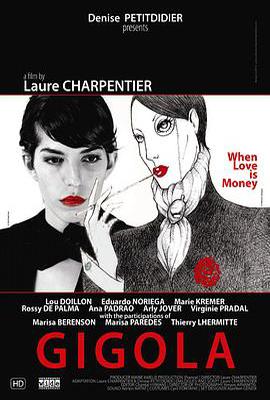 Denise PETITDIDIER
presents
a film by
Laure CHARPENTIER
When
Love
is
Money
Lou DOILLON Eduardo NORIEGA Marie KREMER
Rossy DE PALMA Ana PADRAO Arly JOVER Virginie PRADAL
with the participations of
Marisa BERENSON Marisa PAREDES Thierry LHERMITTE
GIGOLA
HD